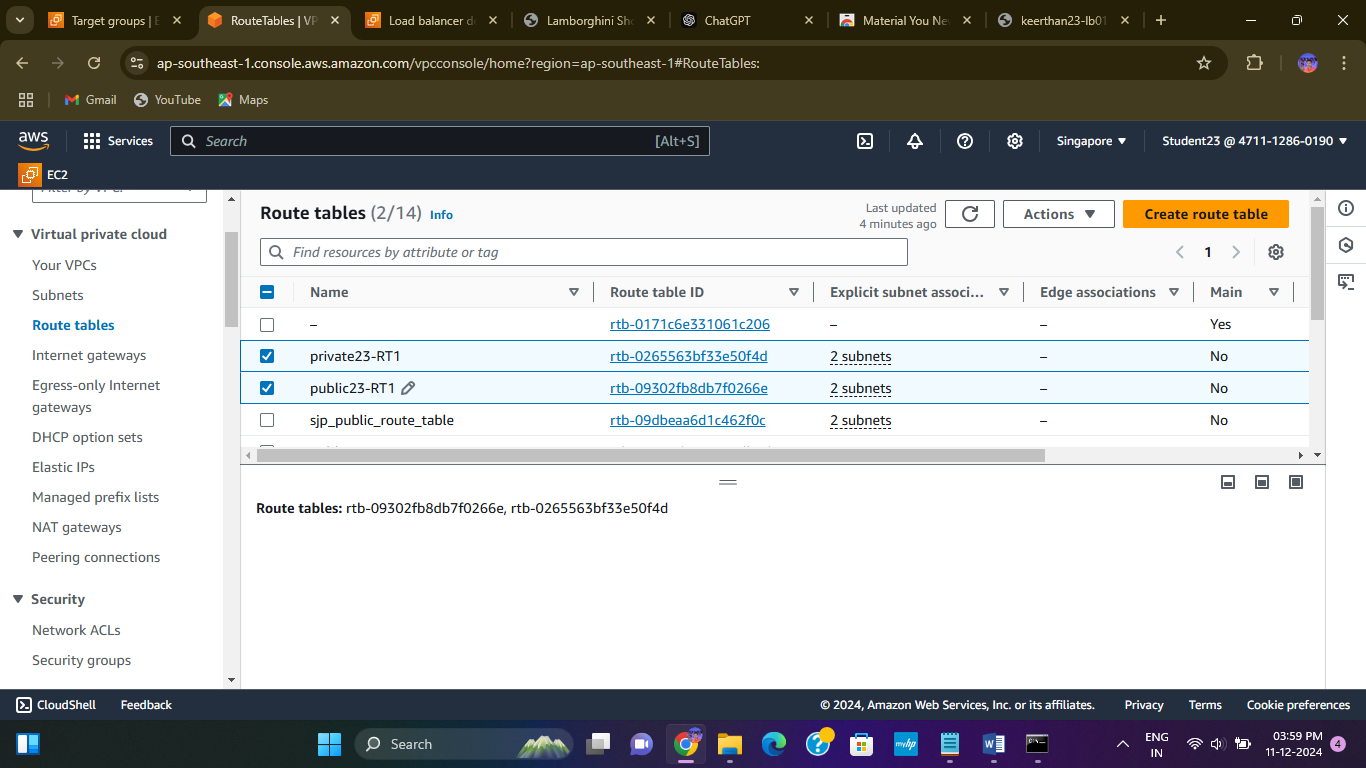 Target groups | E
RouteTables | VP
Load balancer d
Lamborghini Sh
ChatGPT
Material You Ne
keerthan23-lb01
ap-southeast-1.console.aws.amazon.com/vpcconsole/home?region=ap-southeast-1#RouteTables:
Gmail
YouTube
Maps
aws
Services
Search
[Alt+S]
Singapore
Student23 @ 4711-1286-0190
EC2
Filter by VPC
Virtual private cloud
Your VPCs
Subnets
Route tables
Internet gateways
Egress-only Internet
gateways
DHCP option sets
Elastic IPs
Managed prefix lists
NAT gateways
Peering connections
Security
Network ACLs
Security groups
Route tables (2/14) Info
Last updated
4 minutes ago
Actions
Create route table
Find resources by attribute or tag
1
Name Route table ID Explicit subnet associ... Edge associations Main
– rtb-0171c6e331061c206 – – Yes
private23-RT1 rtb-0265563bf33e50f4d 2 subnets – No
public23-RT1 rtb-09302fb8db7f0266e 2 subnets – No
sjp_public_route_table rtb-09dbeaa6d1c462f0c 2 subnets – No
Route tables: rtb-09302fb8db7f0266e, rtb-0265563bf33e50f4d
CloudShell
Feedback
© 2024, Amazon Web Services, Inc. or its affiliates.
Privacy
Terms
Cookie preferences
Search
myhp
ENG
IN
03:59 PM
11-12-2024
4